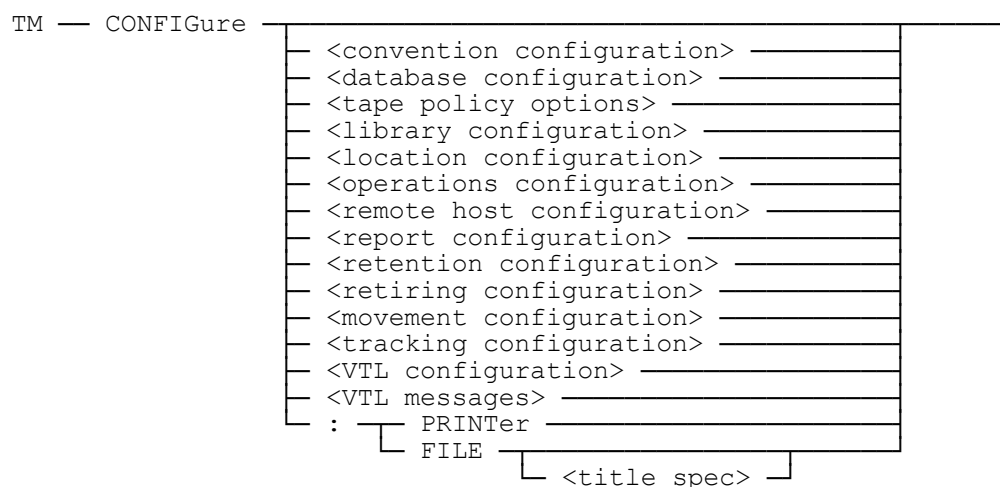 TM — CONFIGure
<convention configuration>
<database configuration>
<tape policy options>
<library configuration>
<location configuration>
<operations configuration>
<remote host configuration>
<report configuration>
<retention configuration>
<retiring configuration>
<movement configuration>
<tracking configuration>
<VTL configuration>
<VTL messages>
: PRINTer
FILE
<title spec>